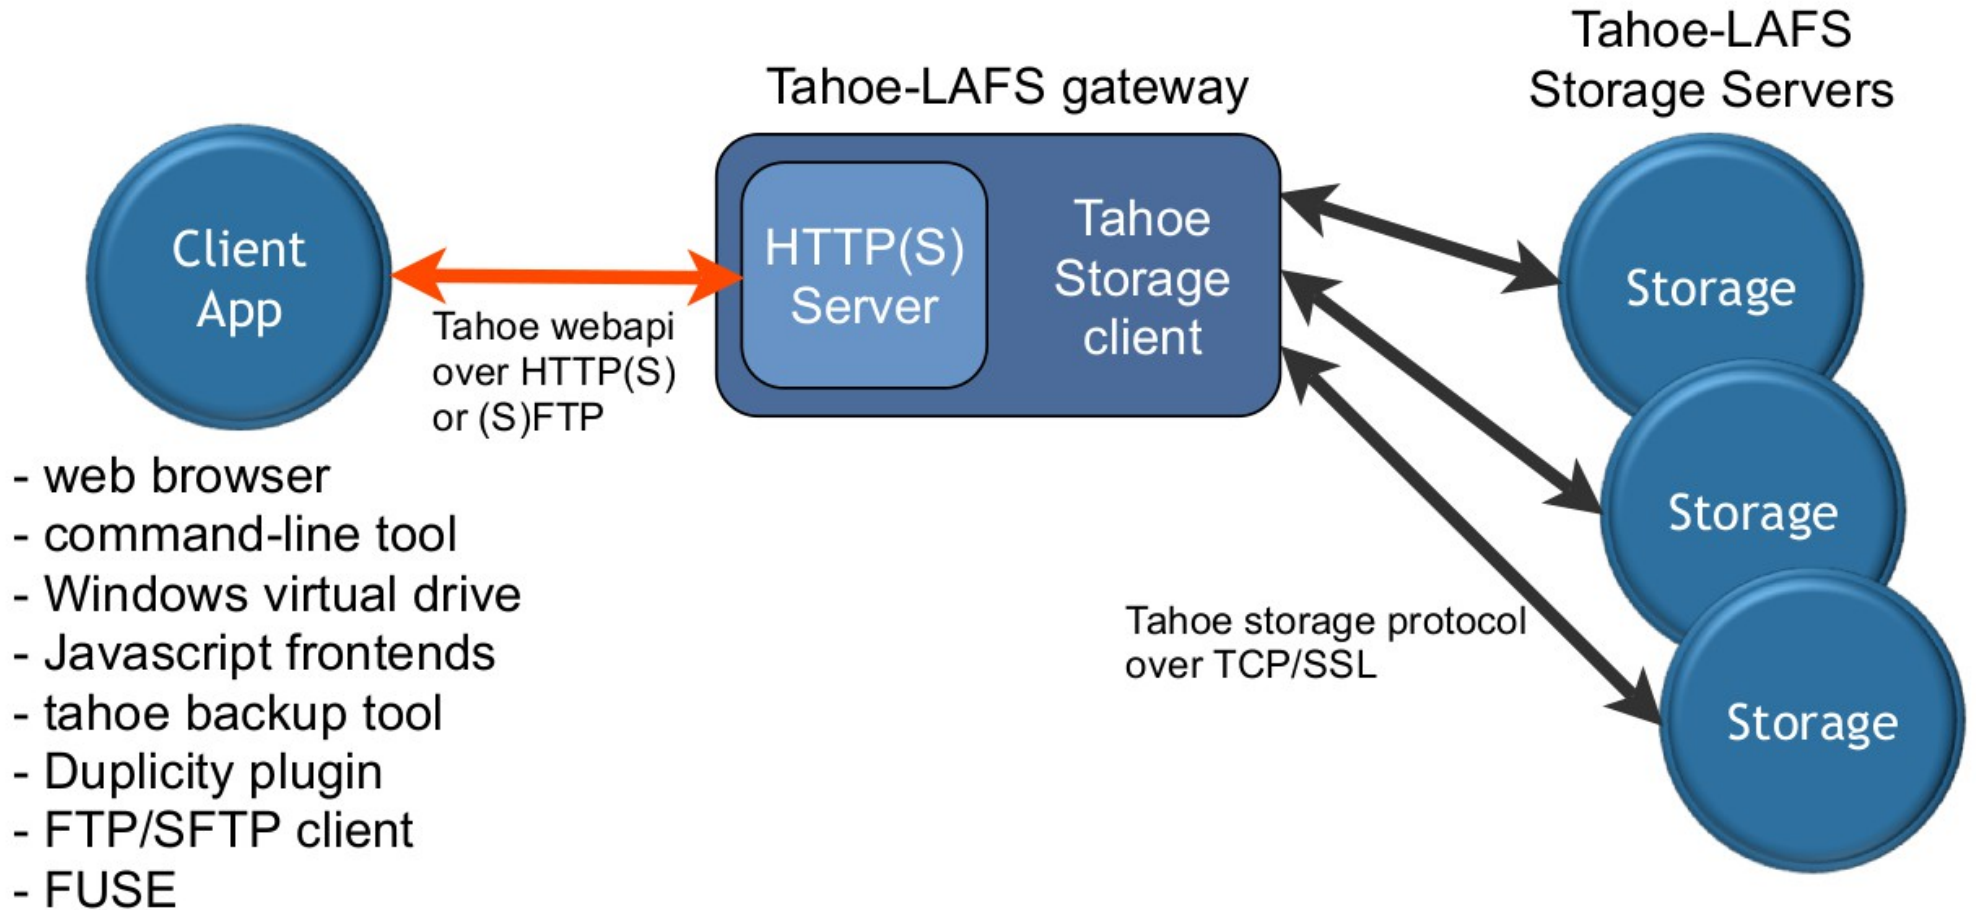 Tahoe-LAFS
Storage Servers
Tahoe-LAFS gateway
Client
App
Tahoe webapi
over HTTP(S)
or (S)FTP
HTTP(S)
Server
Tahoe
Storage
client
Storage
Storage
Storage
Tahoe storage protocol
over TCP/SSL
- web browser
- command-line tool
- Windows virtual drive
- Javascript frontends
- tahoe backup tool
- Duplicity plugin
- FTP/SFTP client
- FUSE